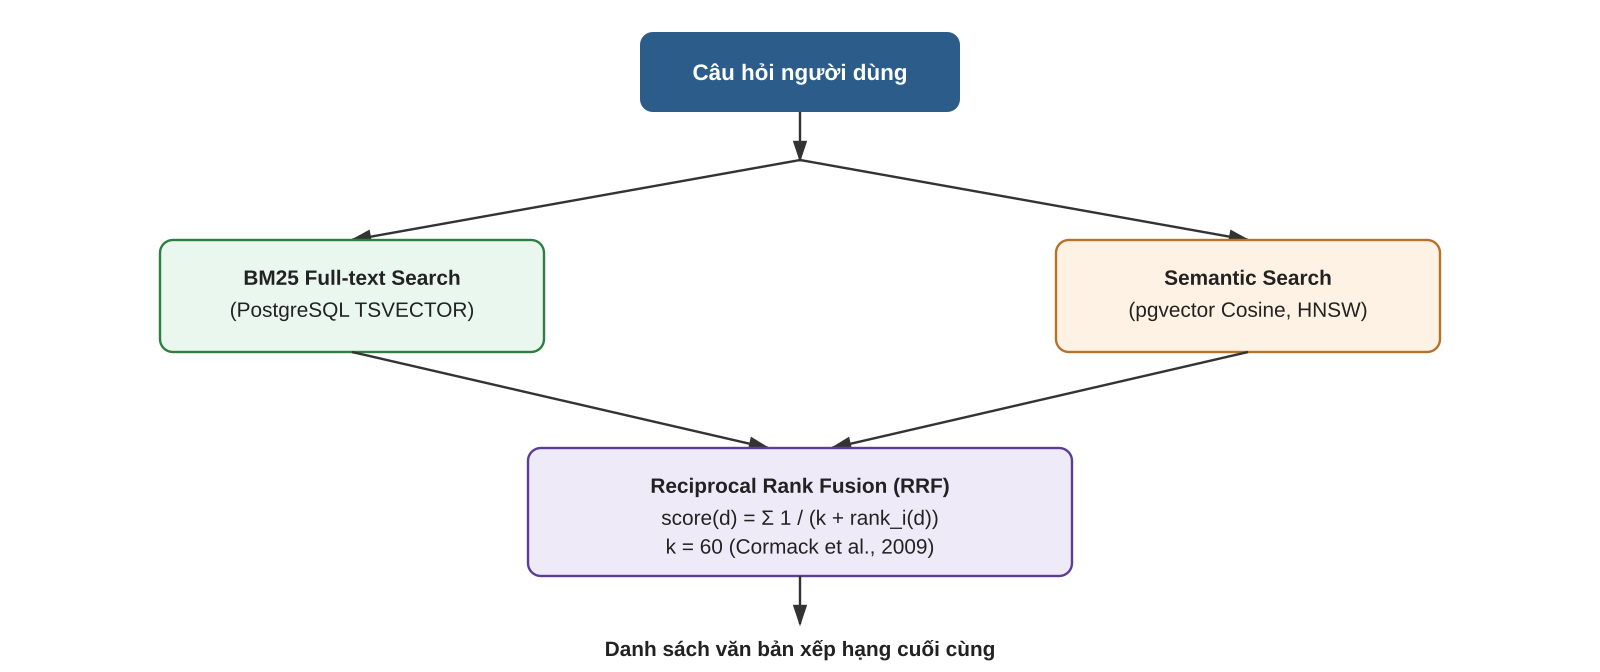 Câu hỏi người dùng
BM25 Full-text Search
(PostgreSQL TSVECTOR)
Semantic Search
(pgvector Cosine, HNSW)
Reciprocal Rank Fusion (RRF)
score(d) = Σ 1 / (k + rank_i(d))
k = 60 (Cormack et al., 2009)
Danh sách văn bản xếp hạng cuối cùng